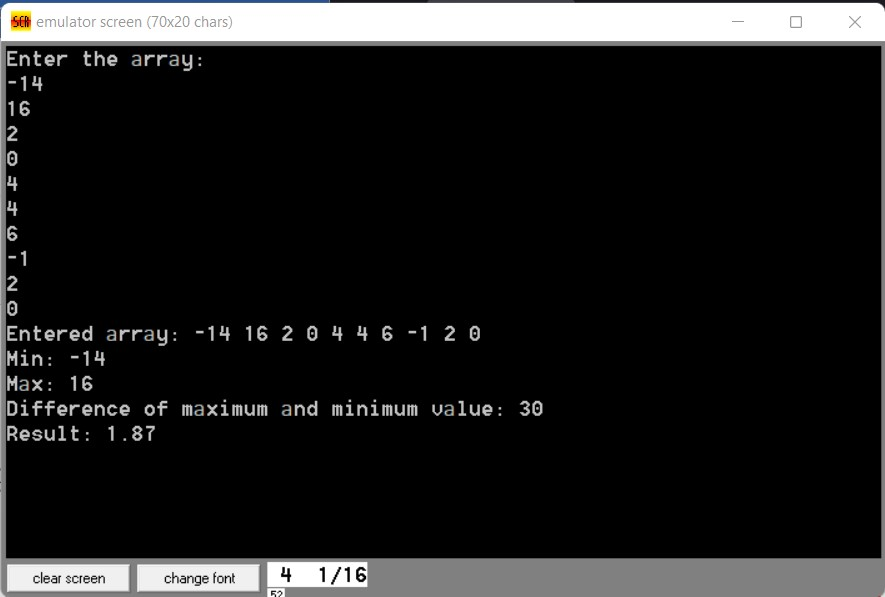 SCR emulator screen (70x20 chars)
Enter the array:
-14
16
2
0
4
4
6
-1
2
0
Entered array: -14 16 2 0 4 4 6 -1 2 0
Min: -14
Max: 16
Difference of maximum and minimum value: 30
Result: 1.87
clear screen change font 4 1/16
52